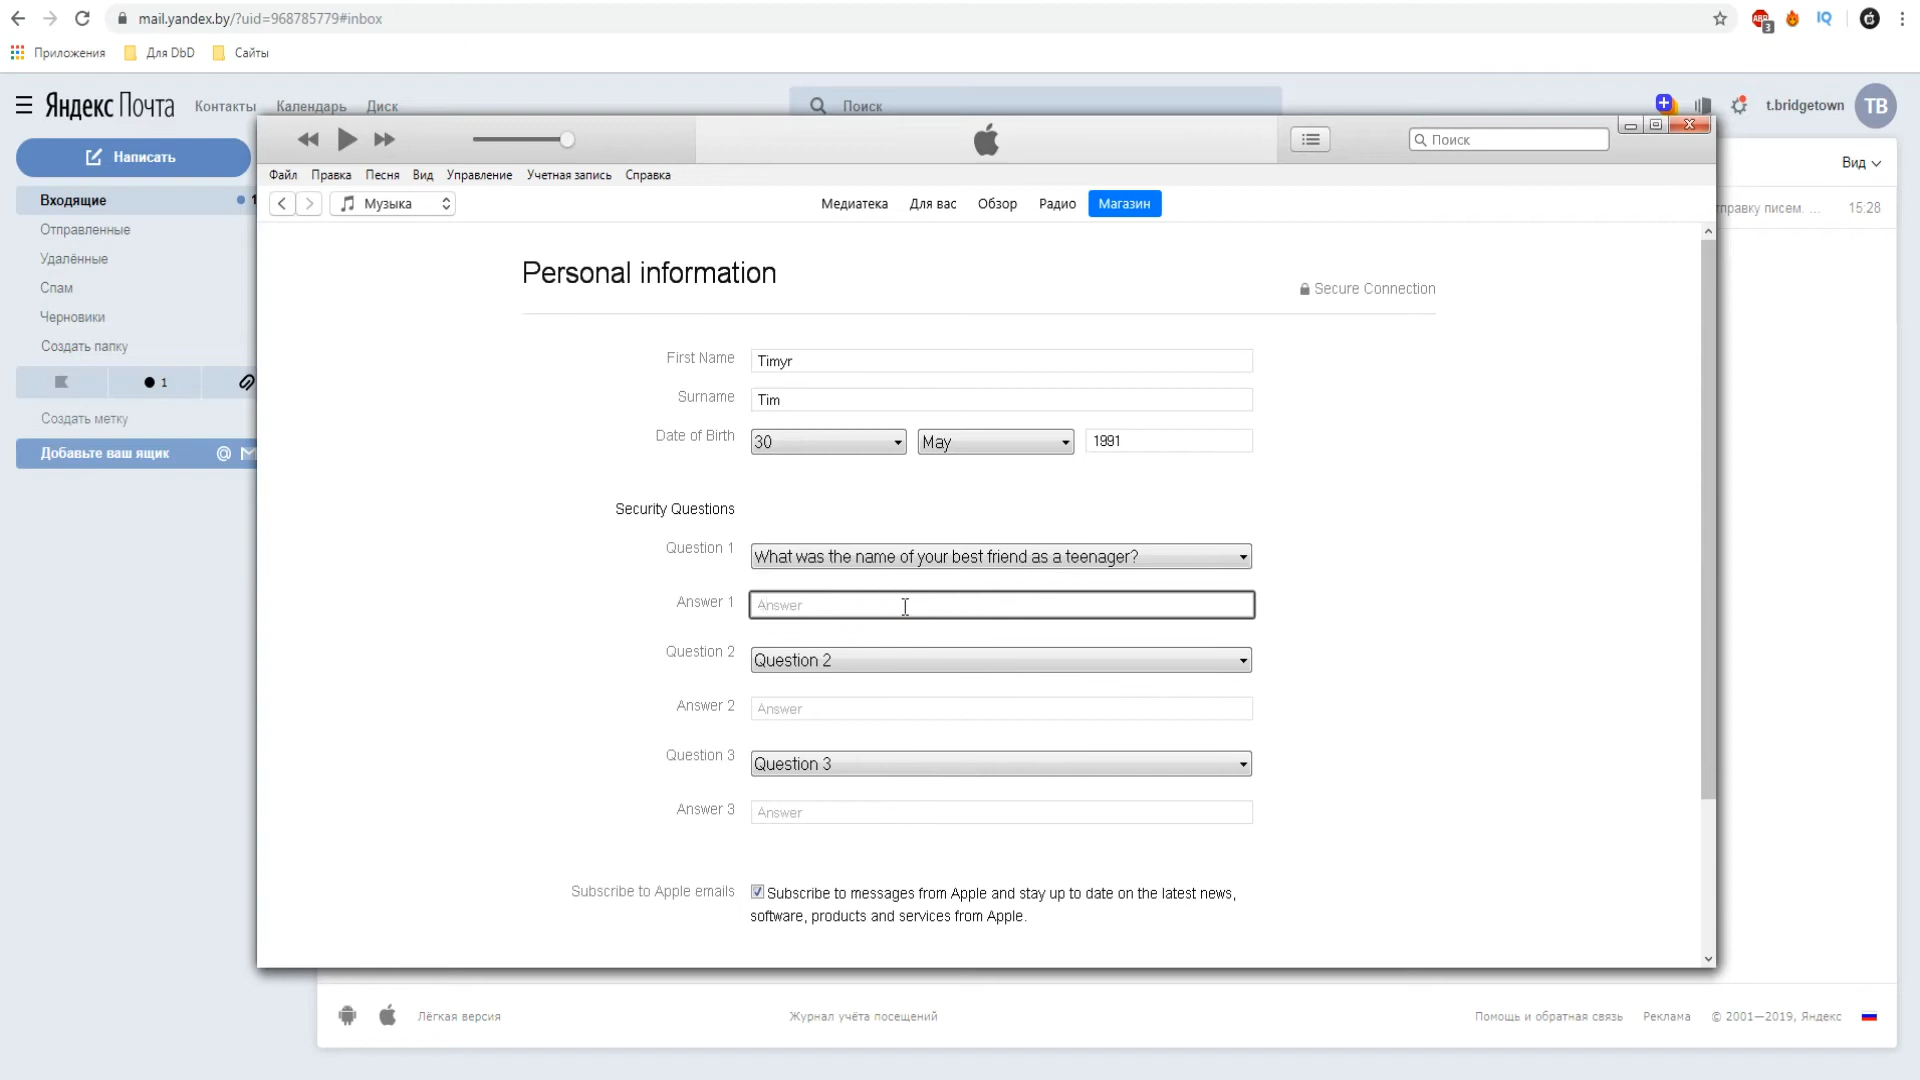 mail.yandex.by/?uid=968785779#inbox
3
IQ
Приложения
Для DbD
Сайты
Яндекс Почта
Контакты
Календарь
Диск
Поиск
t.bridgetown
TB
Написать
Вид
Входящие
Отправленные
Удалённые
Спам
Черновики
Создать папку
1
Создать метку
Добавьте ваш ящик
15:28
Поиск
Файл
Правка
Песня
Вид
Управление
Учетная запись
Справка
Музыка
Медиатека
Для вас
Обзор
Радио
Магазин
Personal information
Secure Connection
First Name
Timyr
Surname
Tim
Date of Birth
30
May
1991
Security Questions
Question 1
What was the name of your best friend as a teenager?
Answer 1
Answer
Question 2
Question 2
Answer 2
Answer
Question 3
Question 3
Answer 3
Answer
Subscribe to Apple emails
Subscribe to messages from Apple and stay up to date on the latest news,
software, products and services from Apple.
Лёгкая версия
Журнал учёта посещений
Помощь и обратная связь
Реклама
© 2001—2019, Яндекс